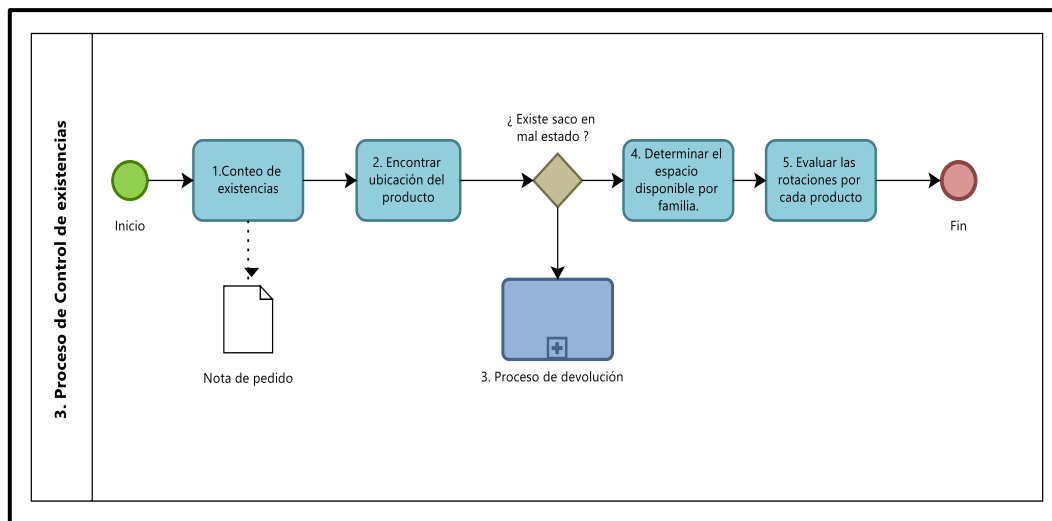 3. Proceso de Control de existencias
Inicio
1.Conteo de
existencias
Nota de pedido
2. Encontrar
ubicación del
producto
¿ Existe saco en
mal estado ?
3. Proceso de devolución
4. Determinar el
espacio
disponible por
familia.
5. Evaluar las
rotaciones por
cada producto
Fin